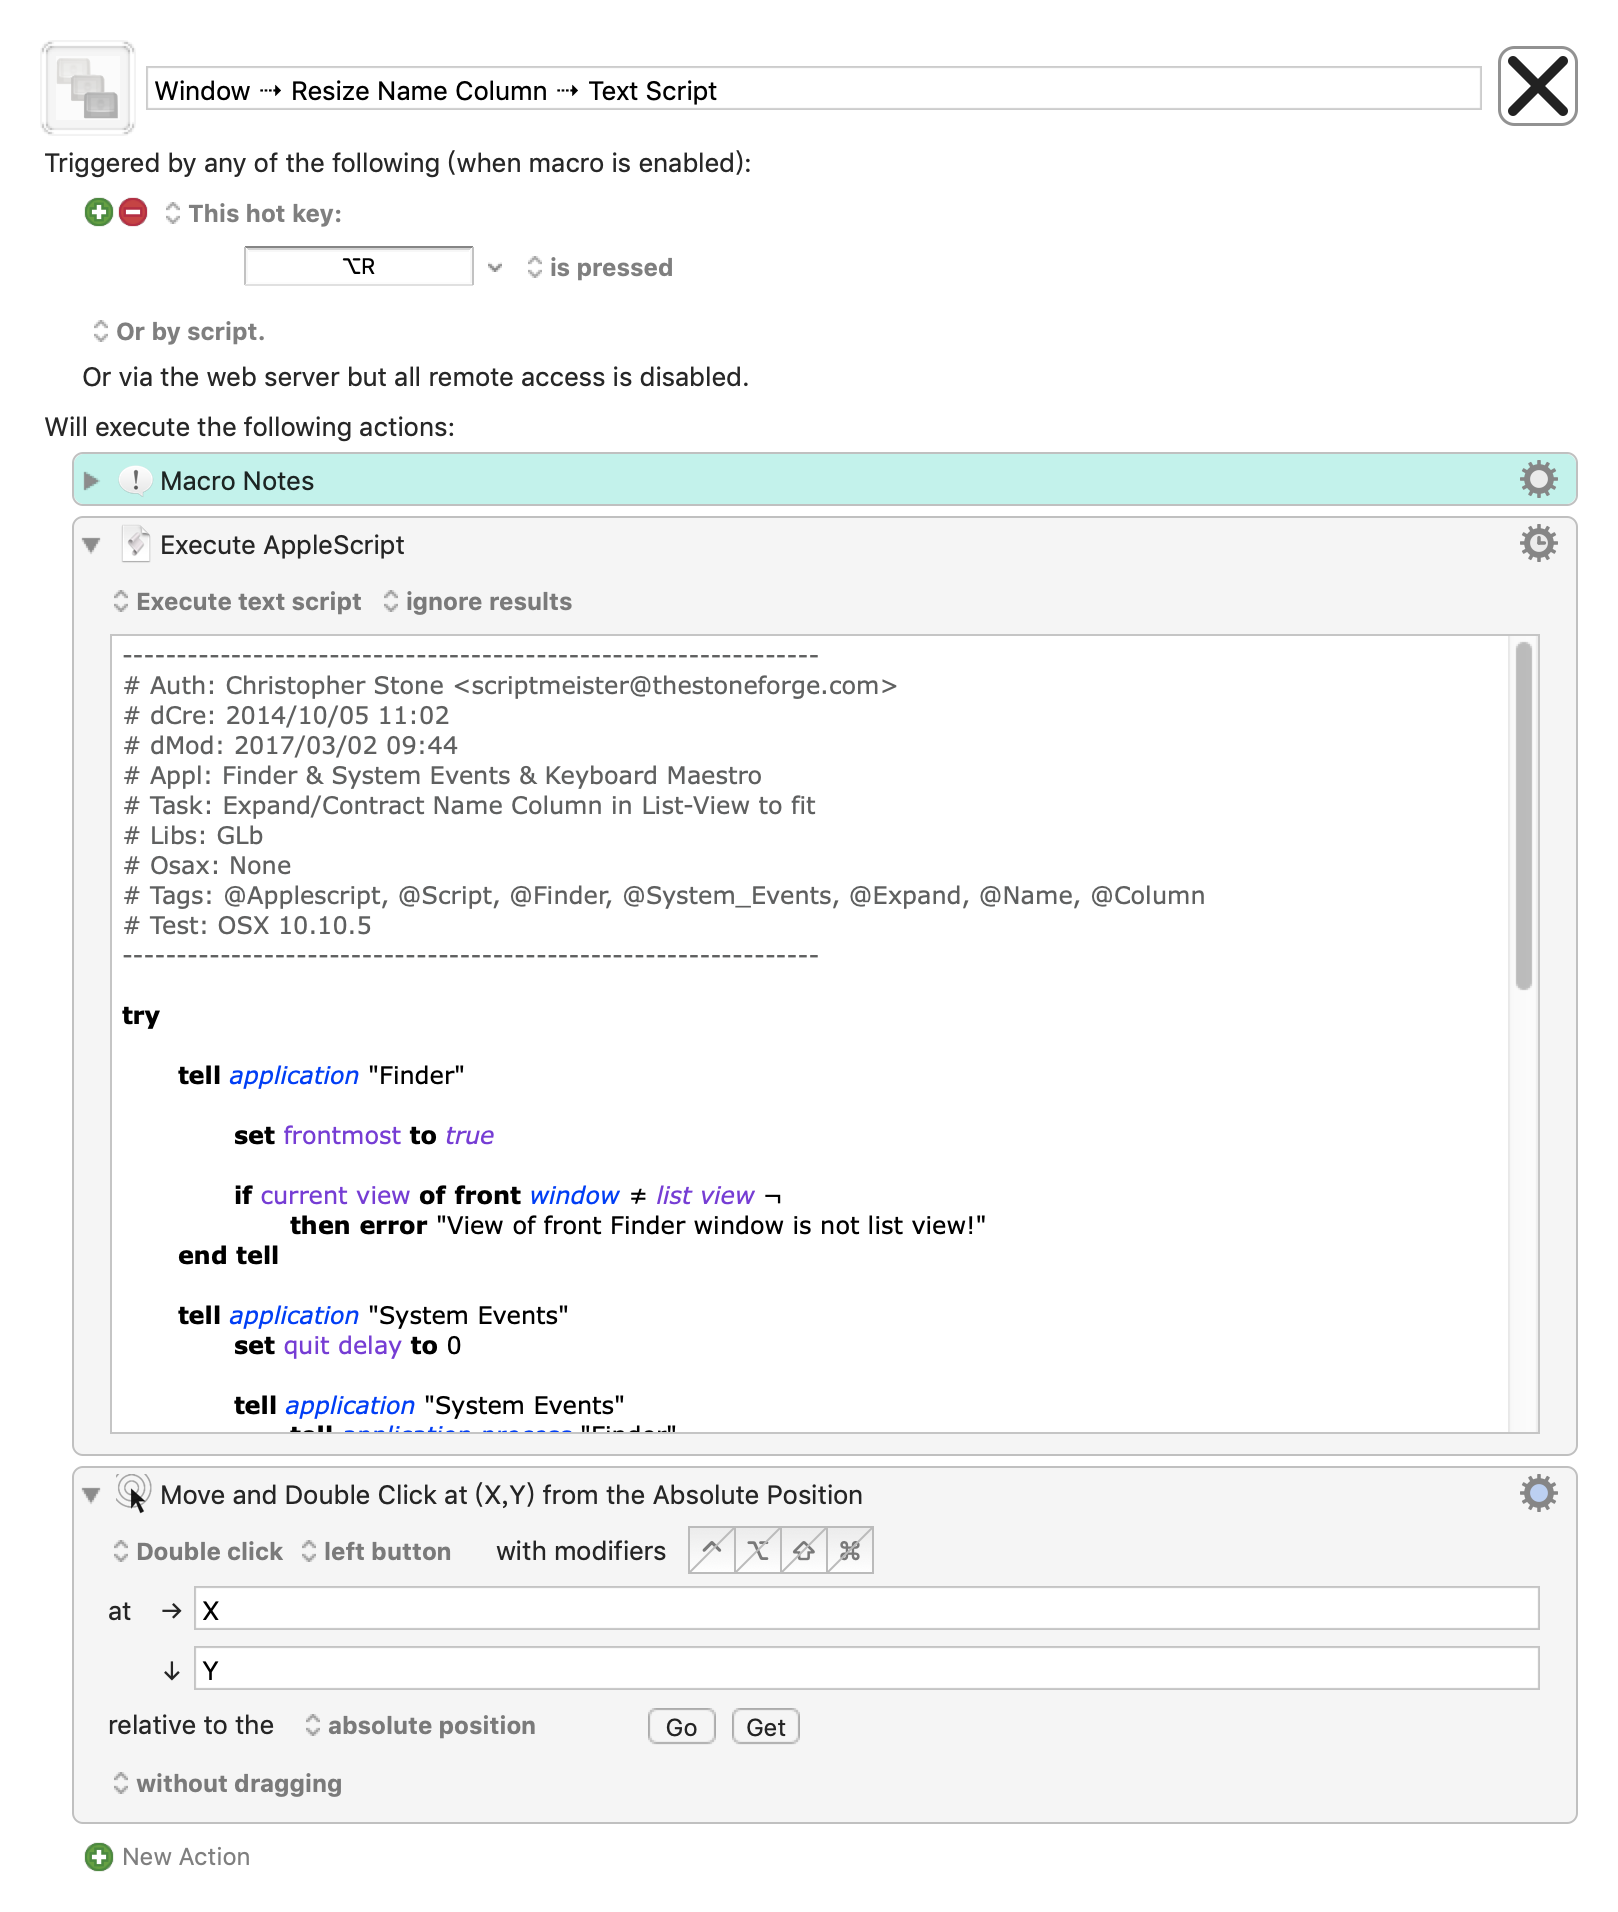 Window ⤑ Resize Name Column ⤑ Text Script
Triggered by any of the following (when macro is enabled):
This hot key:
⌥R is pressed
Or by script.
Or via the web server but all remote access is disabled.
Will execute the following actions:
Macro Notes
Execute AppleScript
Execute text script ignore results
-----------------------------------------------------------------
# Auth: Christopher Stone <scriptmeister@thestoneforge.com>
# dCre: 2014/10/05 11:02
# dMod: 2017/03/02 09:44
# Appl: Finder & System Events & Keyboard Maestro
# Task: Expand/Contract Name Column in List-View to fit
# Libs: GLb
# Osax: None
# Tags: @Applescript, @Script, @Finder, @System_Events, @Expand, @Name, @Column
# Test: OSX 10.10.5
-----------------------------------------------------------------
try
tell application "Finder"
set frontmost to true
if current view of front window ≠ list view ¬
then error "View of front Finder window is not list view!"
end tell
tell application "System Events"
set quit delay to 0
tell application "System Events"
tell application process "Finder"
Move and Double Click at (X,Y) from the Absolute Position
Double click left button with modifiers ⌃ ⌥ ⇧ ⌘
at → X
↓ Y
relative to the absolute position Go Get
without dragging
New Action